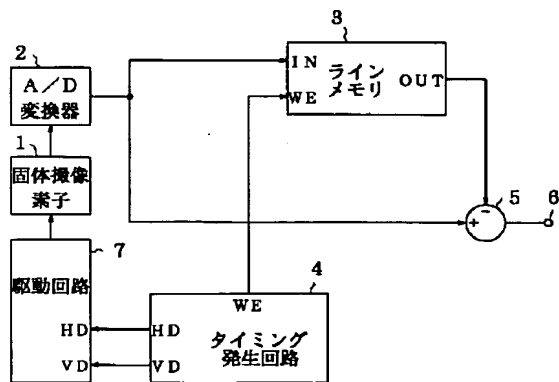 2
A／D
変換器
1
固体撮像
素子
7
駆動回路
HD
VD
3
IN
ライン
メモリ
OUT
WE
-
+
5
6
4
WE
HD
タイミング
VD
発生回路